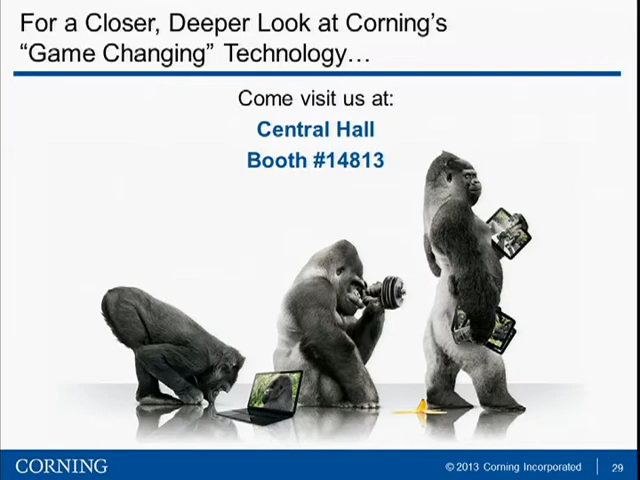 For a Closer, Deeper Look at Corning's
“Game Changing” Technology…
Come visit us at:
Central Hall
Booth #14813
CORNING
© 2013 Corning Incorporated
29